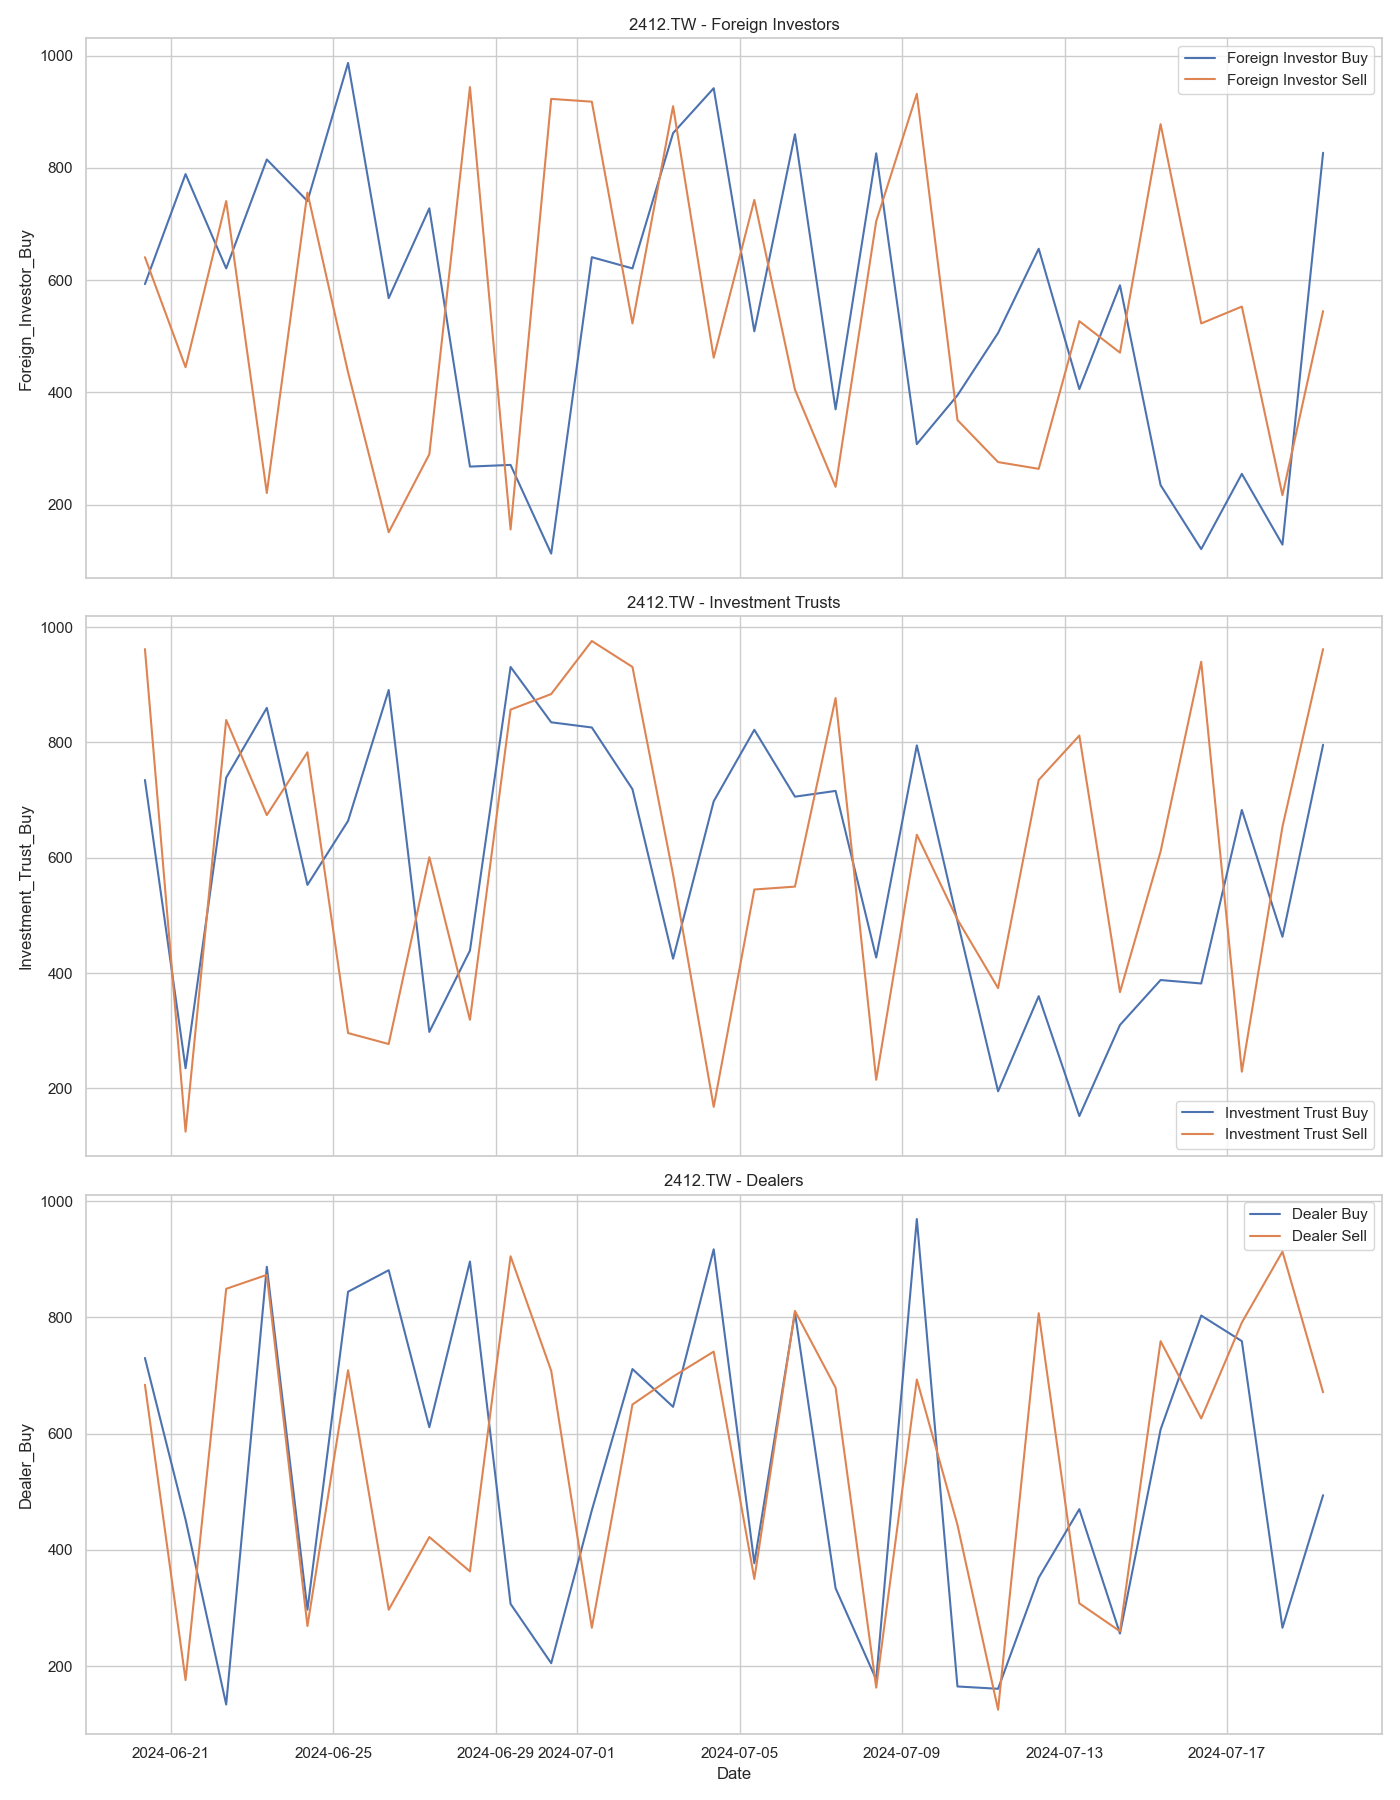 2412.TW - Foreign Investors
Foreign_Investor_Buy
1000
800
600
400
200
Foreign Investor Buy
Foreign Investor Sell
2412.TW - Investment Trusts
Investment_Trust_Buy
1000
800
600
400
200
Investment Trust Buy
Investment Trust Sell
2412.TW - Dealers
Dealer_Buy
1000
800
600
400
200
Dealer Buy
Dealer Sell
2024-06-21 2024-06-25 2024-06-29 2024-07-01 2024-07-05 2024-07-09 2024-07-13 2024-07-17
Date